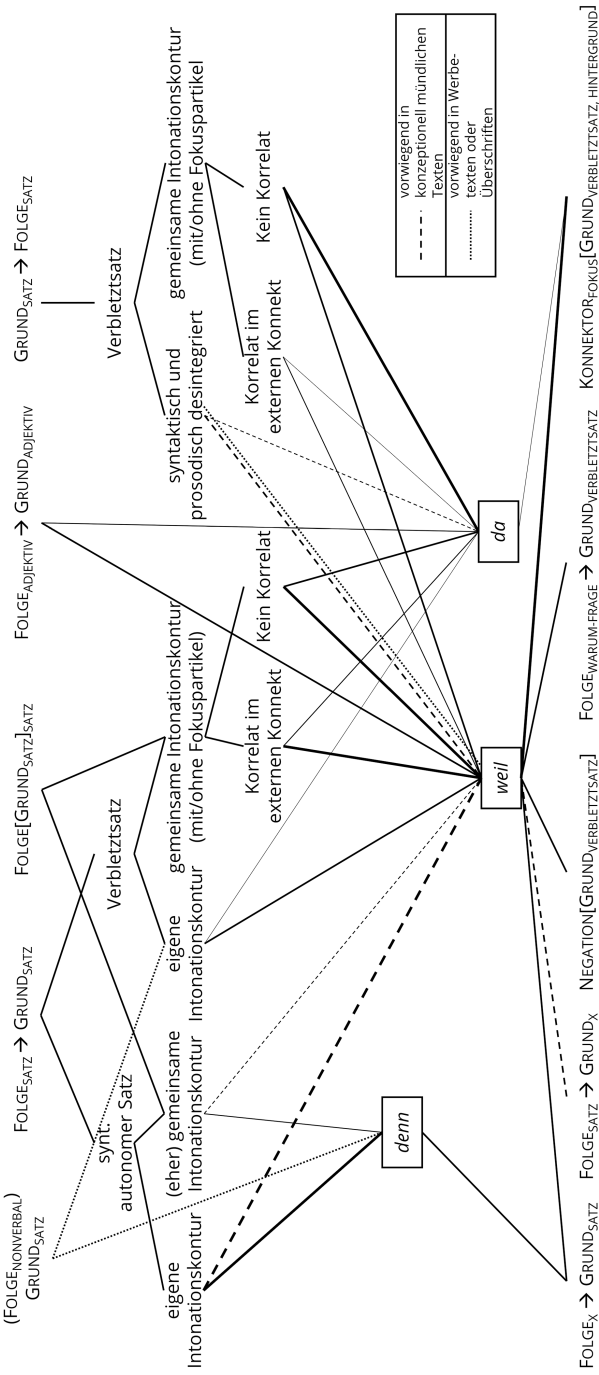 (FOLGE_NONVERBAL)
GRUND_SATZ
FOLGE_SATZ → GRUND_SATZ
FOLGE[GRUND_SATZ]_SATZ
FOLGE_ADJEKTIV → GRUND_ADJEKTIV
GRUND_SATZ → FOLGE_SATZ
synt.
autonomer Satz
Verbletztsatz
Verbletztsatz
eigene
Intonationskontur
(eher) gemeinsame
Intonationskontur
eigene
Intonationskontur
gemeinsame Intonationskontur
(mit/ohne Fokuspartikel)
syntaktisch und
prosodisch desintegriert
gemeinsame Intonationskontur
(mit/ohne Fokuspartikel)
Korrelat im
externen Konnekt
Kein Korrelat
Korrelat im
externen Konnekt
Kein Korrelat
denn
weil
da
vorwiegend in
konzeptionell mündlichen
Texten
vorwiegend in Werbe-
texten oder
Überschriften
FOLGE_X → GRUND_SATZ
FOLGE_SATZ → GRUND_X
NEGATION[GRUND_VERBLETZTSATZ]
FOLGE_WARUM-FRAGE → GRUND_VERBLETZTSATZ
KONNEKTOR_FOKUS[GRUND_VERBLETZTSATZ, HINTERGRUND]